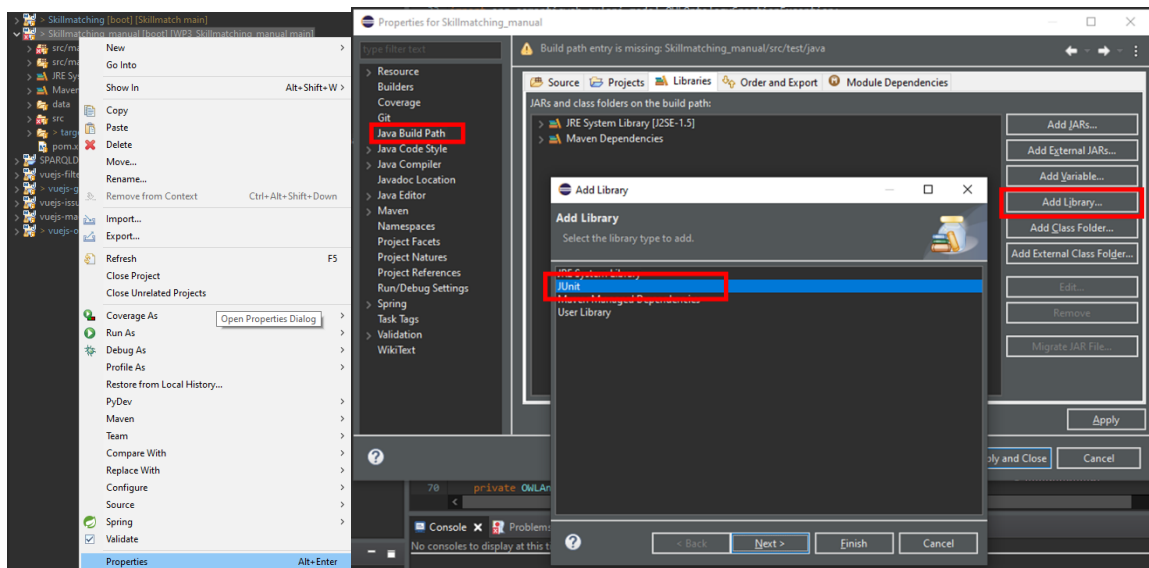 > Skillmatching [boot] [Skillmatch main]
> Skillmatching_manual [boot] [WP3_Skillmatching_manual main]
src/ma
src/ma
JRE Sy
Maven
data
src
> targ
pom.x
SPARQLD
vuejs-filte
> vuejs-g
vuejs-issu
vuejs-ma
> vuejs-o
New
Go Into
Show In Alt+Shift+W >
Copy
Paste
Delete
Move...
Rename...
Remove from Context Ctrl+Alt+Shift+Down
Import...
Export...
Refresh F5
Close Project
Close Unrelated Projects
Coverage As
Open Properties Dialog
Run As
Debug As
Profile As
Restore from Local History...
PyDev
Maven
Team
Compare With
Replace With
Configure
Source
Spring
Validate
Properties Alt+Enter
Properties for Skillmatching_manual
type filter text
Build path entry is missing: Skillmatching_manual/src/test/java
Resource
Builders
Coverage
Git
Java Build Path
Java Code Style
Java Compiler
Javadoc Location
Java Editor
Maven
Namespaces
Project Facets
Project Natures
Project References
Run/Debug Settings
Spring
Task Tags
Validation
WikiText
Source Projects Libraries Order and Export Module Dependencies
JARs and class folders on the build path:
JRE System Library [J2SE-1.5]
Maven Dependencies
Add JARs...
Add External JARs...
Add Variable...
Add Library...
Add Class Folder...
Add External Class Folder...
Edit...
Remove
Migrate JAR File...
Apply
ply and Close Cancel
Add Library
Add Library
Select the library type to add.
JRE System Library
JUnit
Maven Managed Dependencies
User Library
< Back Next > Finish Cancel
70 private OWLAn
Console Problems
No consoles to display at this t